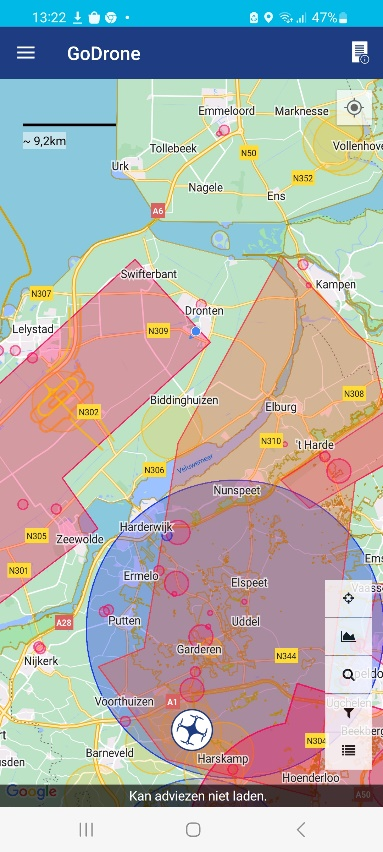 13:22
47%
GoDrone
Emmeloord
Marknesse
~ 9,2km
Tollebeek
N50
Vollenhove
Urk
N352
Nagele
Ens
A6
Swifterbant
N307
Kampen
Dronten
Lelystad
N309
N308
N302
Biddinghuizen
Elburg
N310
't Harde
N306
Veluwemeer
Nunspeet
N305
Harderwijk
Zeewolde
N301
Ermelo
Elspeet
A28
Putten
Uddel
Garderen
Nijkerk
N344
Voorthuizen
A1
Barneveld
N304
Harskamp
Hoenderloo
Google
Kan adviezen niet laden.
A50